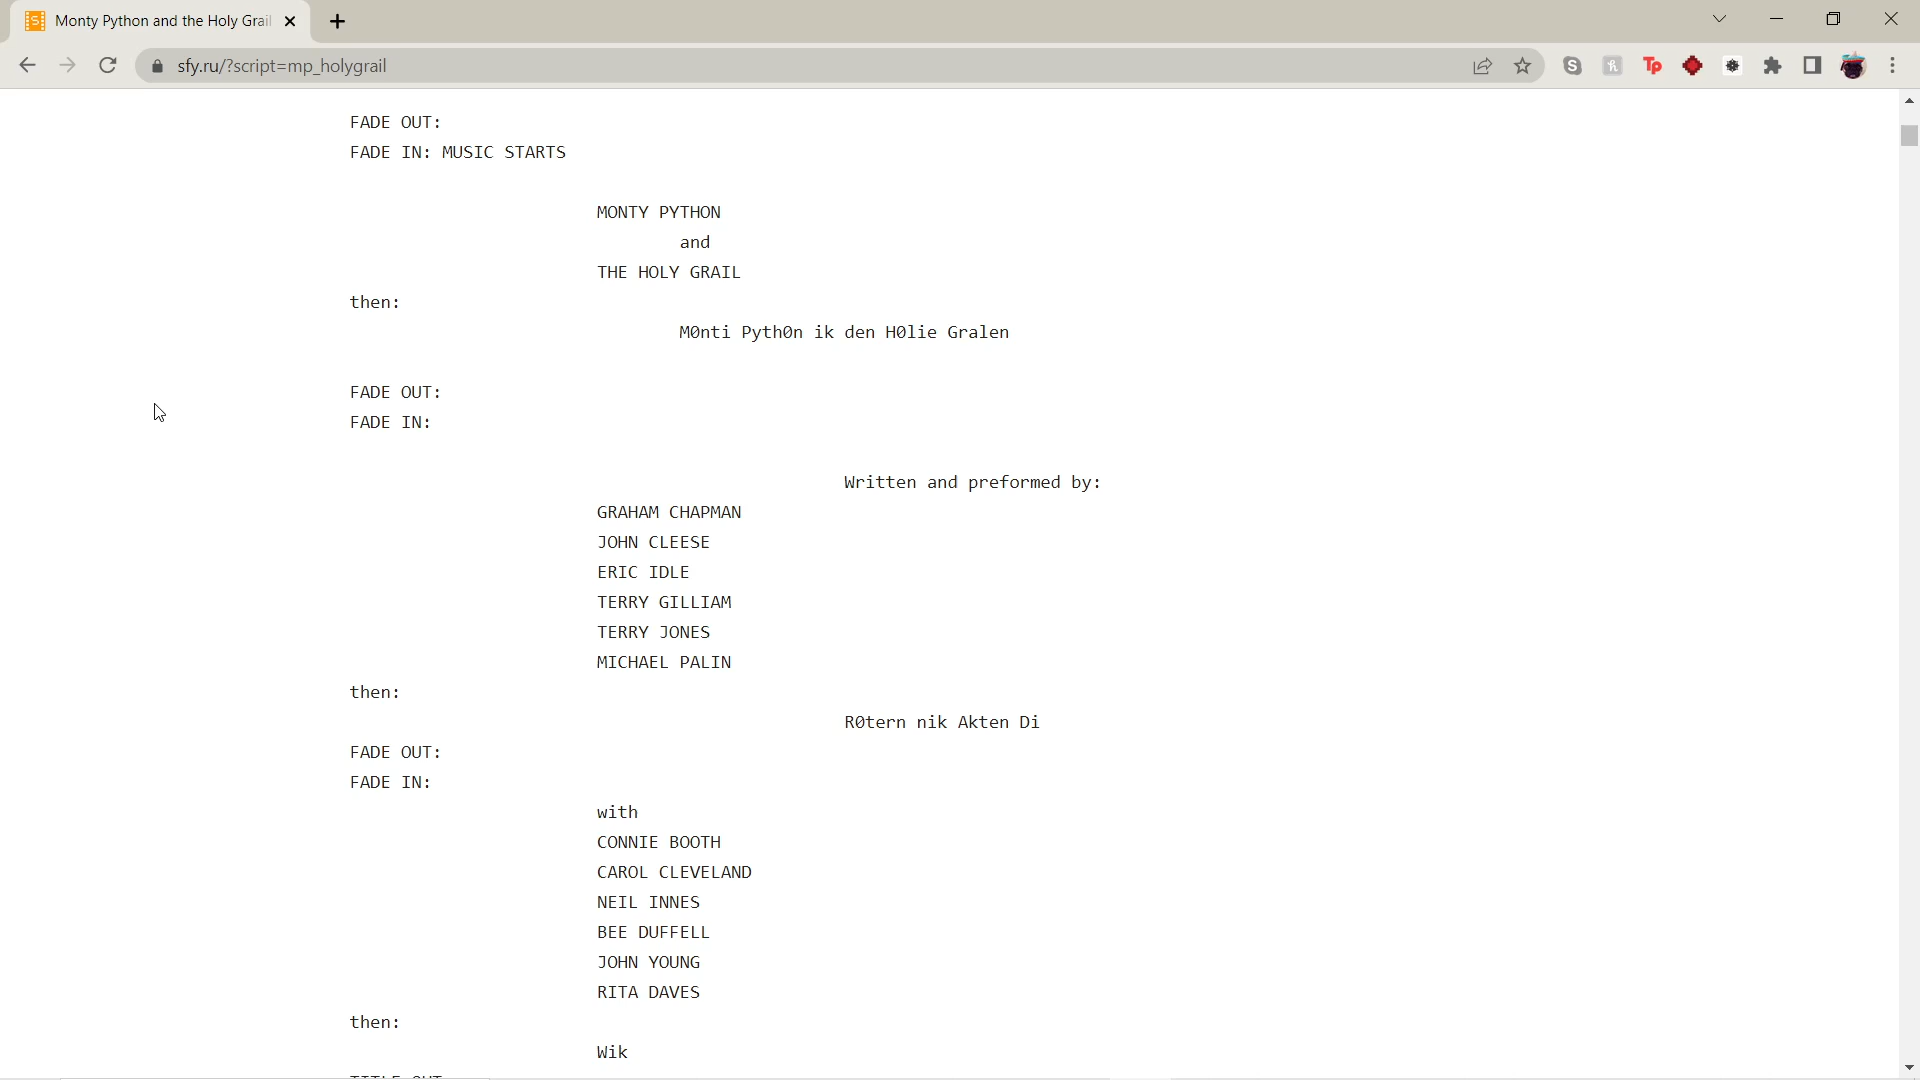 Monty Python and the Holy Grail
sfy.ru/?script=mp_holygrail
FADE OUT:
FADE IN: MUSIC STARTS
MONTY PYTHON
and
THE HOLY GRAIL
then:
M0nti Pyth0n ik den H0lie Gralen
FADE OUT:
FADE IN:
Written and preformed by:
GRAHAM CHAPMAN
JOHN CLEESE
ERIC IDLE
TERRY GILLIAM
TERRY JONES
MICHAEL PALIN
then:
R0tern nik Akten Di
FADE OUT:
FADE IN:
with
CONNIE BOOTH
CAROL CLEVELAND
NEIL INNES
BEE DUFFELL
JOHN YOUNG
RITA DAVES
then:
Wik